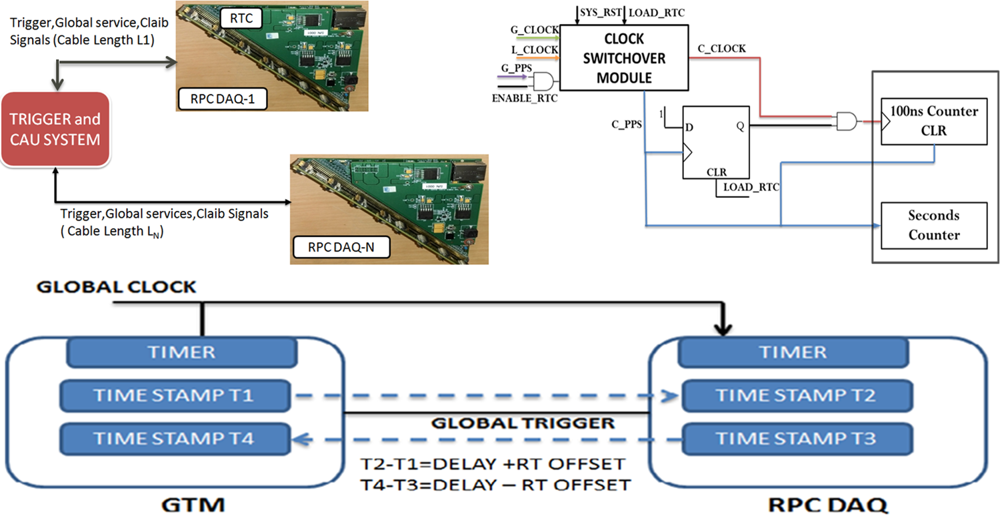 Trigger,Global service,Claib
Signals (Cable Length L1)
RTC
RPC DAQ-1
TRIGGER and
CAU SYSTEM
Trigger,Global services,Claib Signals
( Cable Length LN)
RPC DAQ-N
SYS_RST
LOAD_RTC
G_CLOCK
L_CLOCK
G_PPS
ENABLE_RTC
CLOCK
SWITCHOVER
MODULE
C_CLOCK
C_PPS
1
D
Q
CLR
LOAD_RTC
100ns Counter
CLR
Seconds
Counter
GLOBAL CLOCK
TIMER
TIME STAMP T1
TIME STAMP T4
GTM
GLOBAL TRIGGER
T2-T1=DELAY +RT OFFSET
T4-T3=DELAY – RT OFFSET
TIMER
TIME STAMP T2
TIME STAMP T3
RPC DAQ